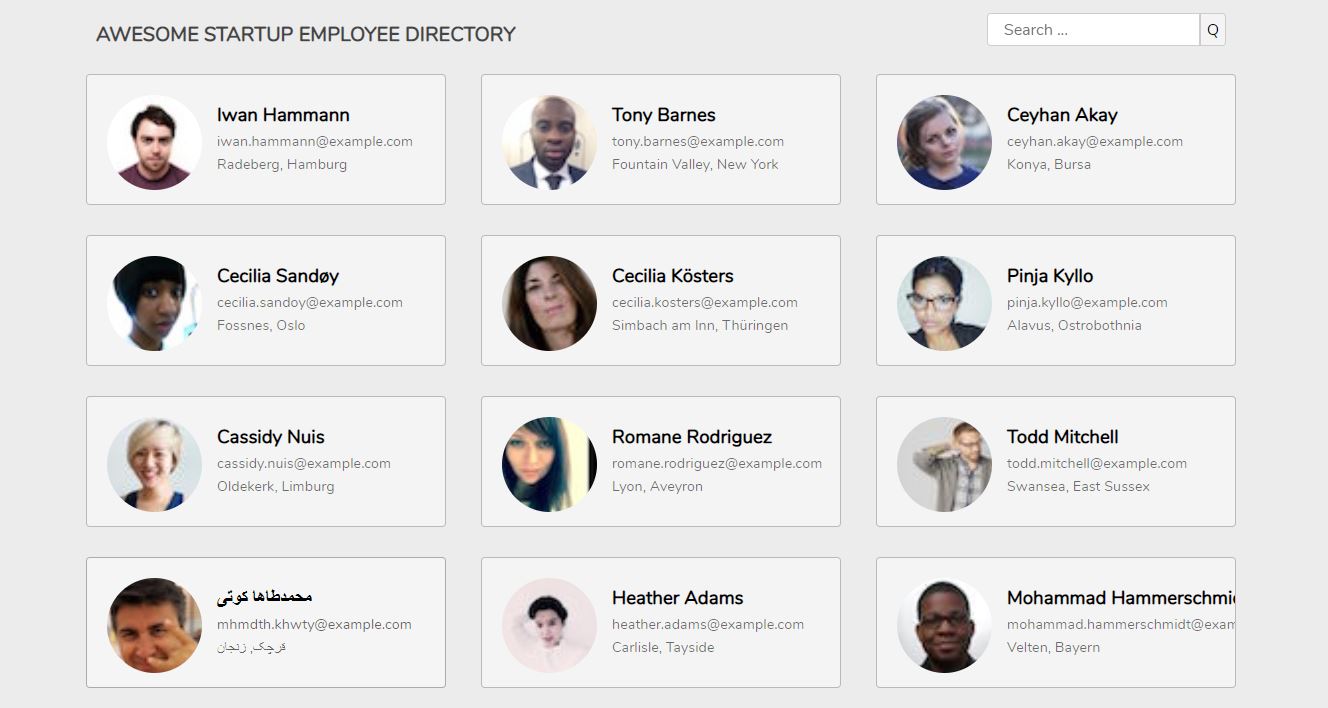 AWESOME STARTUP EMPLOYEE DIRECTORY
Search ...
Q
Iwan Hammann
iwan.hammann@example.com
Radeberg, Hamburg
Tony Barnes
tony.barnes@example.com
Fountain Valley, New York
Ceyhan Akay
ceyhan.akay@example.com
Konya, Bursa
Cecilia Sandøy
cecilia.sandoy@example.com
Fossnes, Oslo
Cecilia Kösters
cecilia.kosters@example.com
Simbach am Inn, Thüringen
Pinja Kyllo
pinja.kyllo@example.com
Alavus, Ostrobothnia
Cassidy Nuis
cassidy.nuis@example.com
Oldekerk, Limburg
Romane Rodriguez
romane.rodriguez@example.com
Lyon, Aveyron
Todd Mitchell
todd.mitchell@example.com
Swansea, East Sussex
محمدطاها کوتی
mhmdth.khwty@example.com
قرچک, زنجان
Heather Adams
heather.adams@example.com
Carlisle, Tayside
Mohammad Hammerschmi
mohammad.hammerschmidt@exam
Velten, Bayern